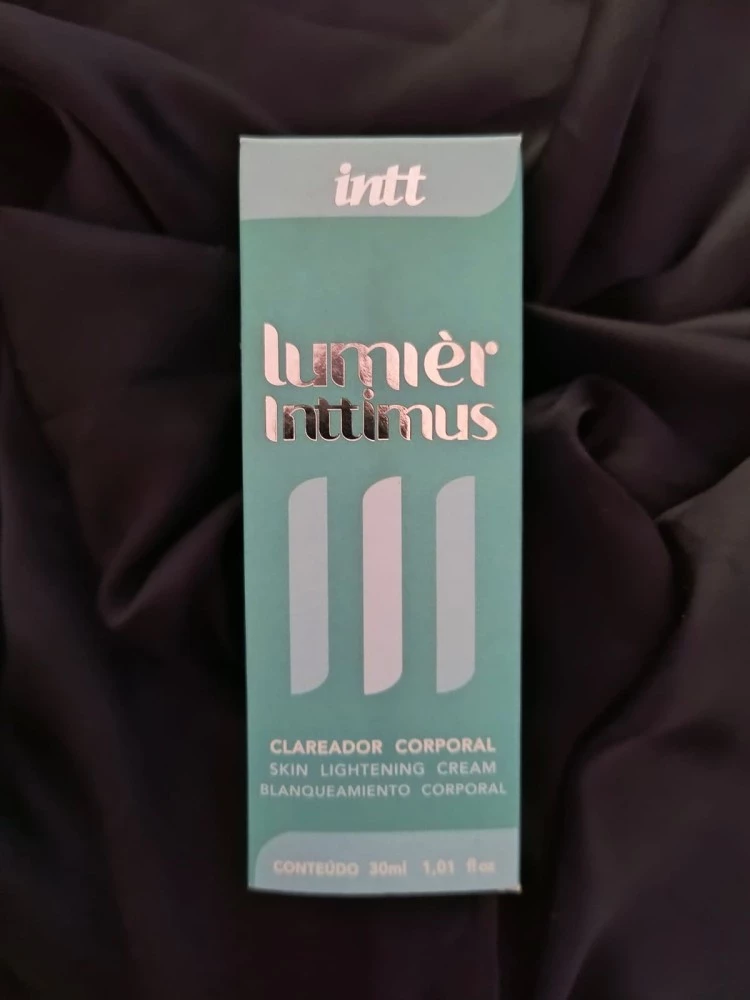 intt
lumièr
Inttimus
CLAREADOR CORPORAL
SKIN LIGHTENING CREAM
BLANQUEAMIENTO CORPORAL
CONTEÚDO 30ml 1,01 fl oz